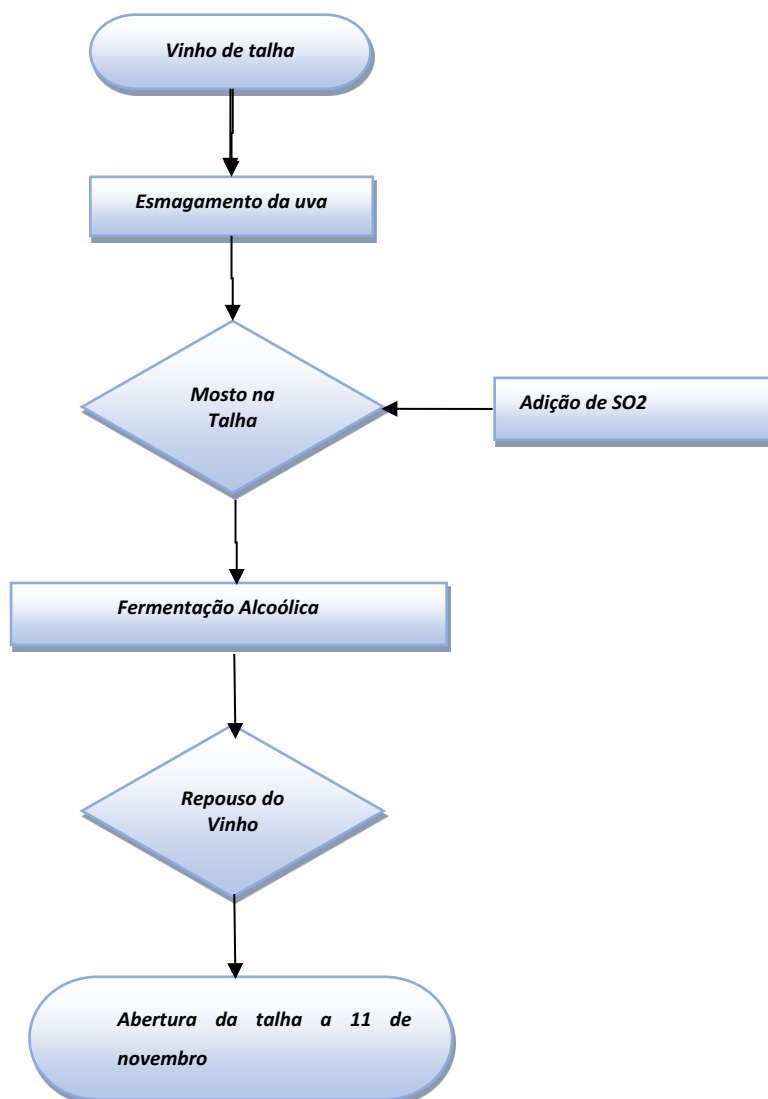 Vinho de talha
Esmagamento da uva
Mosto na
Talha
Adição de SO2
Fermentação Alcoólica
Repouso do
Vinho
Abertura da talha a 11 de
novembro